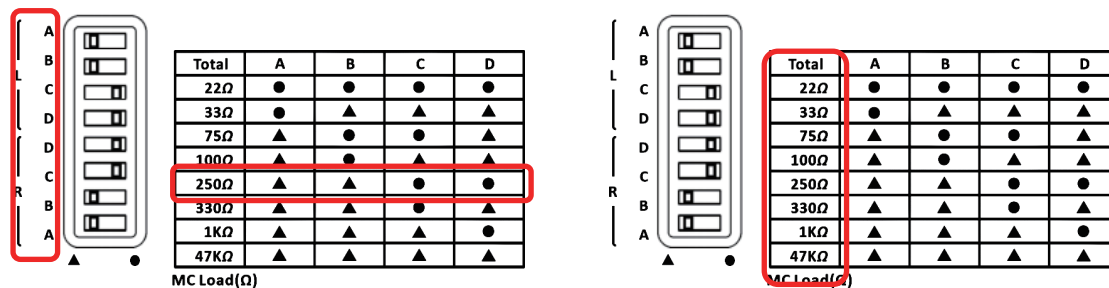 A
B
L
C
D
D
C
R
B
A
▲ ●
Total A B C D
22Ω ● ● ● ●
33Ω ● ▲ ▲ ▲
75Ω ▲ ● ● ▲
100Ω ▲ ● ▲ ▲
250Ω ▲ ▲ ● ●
330Ω ▲ ▲ ● ▲
1KΩ ▲ ▲ ▲ ●
47KΩ ▲ ▲ ▲ ▲
MC Load(Ω)
A
B
L
C
D
D
C
R
B
A
▲ ●
Total A B C D
22Ω ● ● ● ●
33Ω ● ▲ ▲ ▲
75Ω ▲ ● ● ▲
100Ω ▲ ● ▲ ▲
250Ω ▲ ▲ ● ●
330Ω ▲ ▲ ● ▲
1KΩ ▲ ▲ ▲ ●
47KΩ ▲ ▲ ▲ ▲
MC Load(Ω)